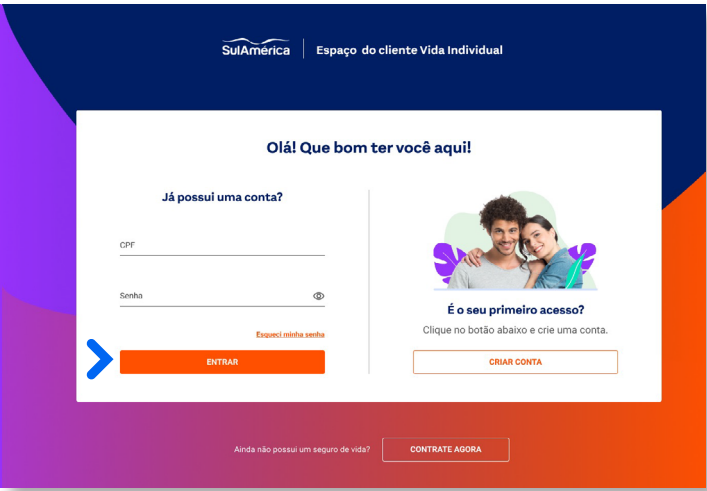 SulAmérica
Espaço do cliente Vida Individual
Olá! Que bom ter você aqui!
Já possui uma conta?
CPF
Senha
Esqueci minha senha
ENTRAR
É o seu primeiro acesso?
Clique no botão abaixo e crie uma conta.
CRIAR CONTA
Ainda não possui um seguro de vida?
CONTRATE AGORA